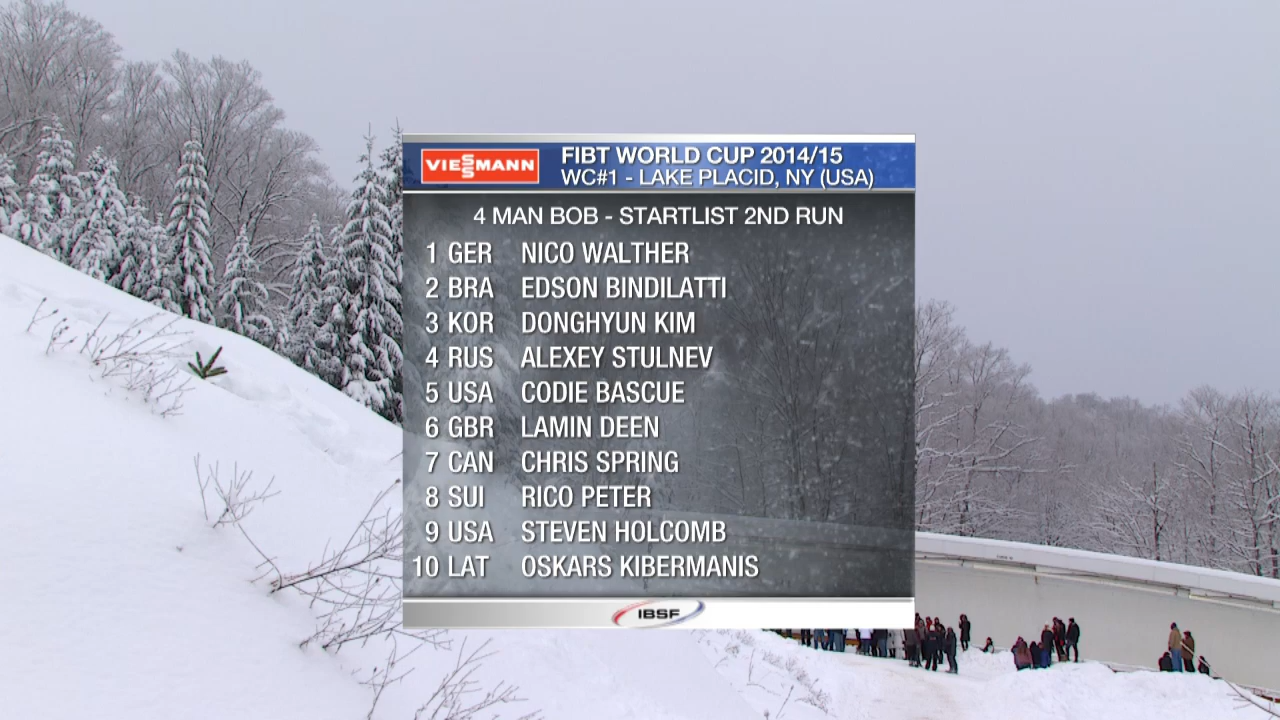 VIESSMANN
FIBT WORLD CUP 2014/15
WC#1 - LAKE PLACID, NY (USA)
4 MAN BOB - STARTLIST 2ND RUN
1 GER NICO WALTHER
2 BRA EDSON BINDILATTI
3 KOR DONGHYUN KIM
4 RUS ALEXEY STULNEV
5 USA CODIE BASCUE
6 GBR LAMIN DEEN
7 CAN CHRIS SPRING
8 SUI RICO PETER
9 USA STEVEN HOLCOMB
10 LAT OSKARS KIBERMANIS
IBSF